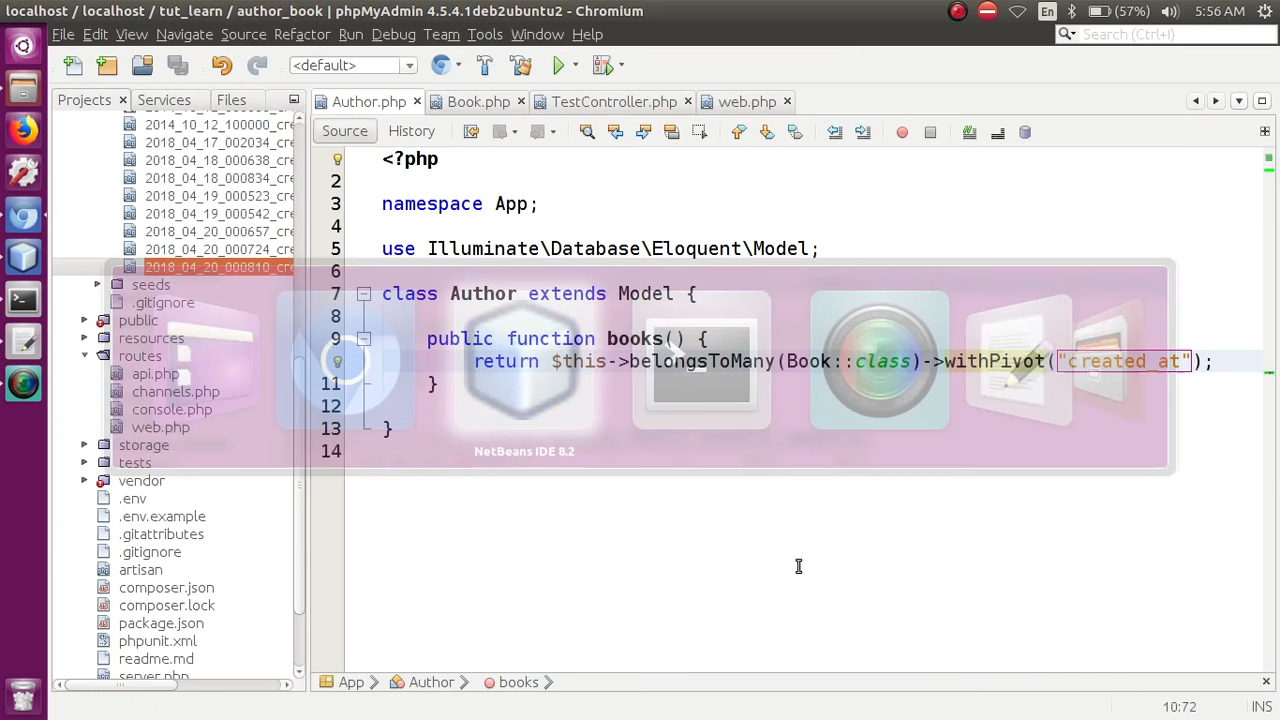 localhost / localhost / tut_learn / author_book | phpMyAdmin 4.5.4.1deb2ubuntu2 - Chromium
En
(57%)
5:56 AM
File Edit View Navigate Source Refactor Run Debug Team Tools Window Help
Search (Ctrl+I)
<default>
Projects
Services
Files
Author.php
Book.php
TestController.php
web.php
Source
History
2014_10_12_100000_cre
2018_04_17_002034_cre
2018_04_18_000638_cre
2018_04_18_000834_cre
2018_04_19_000523_cre
2018_04_19_000542_cre
2018_04_20_000657_cre
2018_04_20_000724_cre
2018_04_20_000810_cre
seeds
.gitignore
public
resources
routes
api.php
channels.php
console.php
web.php
storage
tests
vendor
.env
.env.example
.gitattributes
.gitignore
artisan
composer.json
composer.lock
package.json
phpunit.xml
readme.md
server.php
<?php
2
3 namespace App;
4
5 use Illuminate\Database\Eloquent\Model;
6
7 class Author extends Model {
8
9 public function books() {
return $this->belongsToMany(Book::class)->withPivot("created_at");
11 }
12
13 }
14
NetBeans IDE 8.2
App Author books
10:72 INS